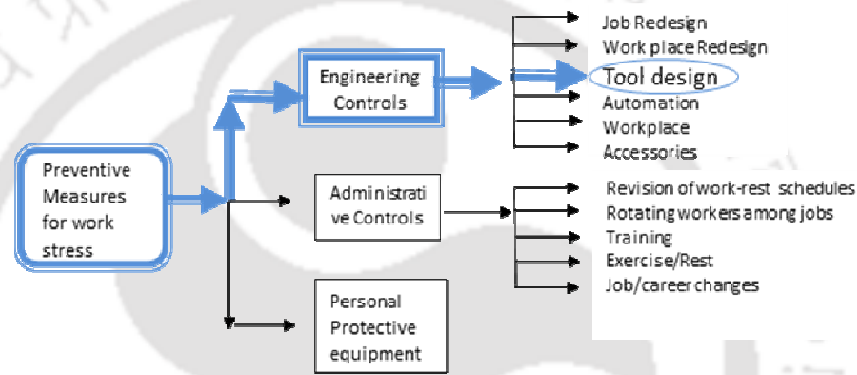 Preventive
Measures
for work
stress
Engineering
Controls
Job Redesign
Work place Redesign
Tool design
Automation
Workplace
Accessories
Administrati
ve Controls
Revision of work-rest schedules
Rotating workers among jobs
Training
Exercise/Rest
Job/career changes
Personal
Protective
equipment